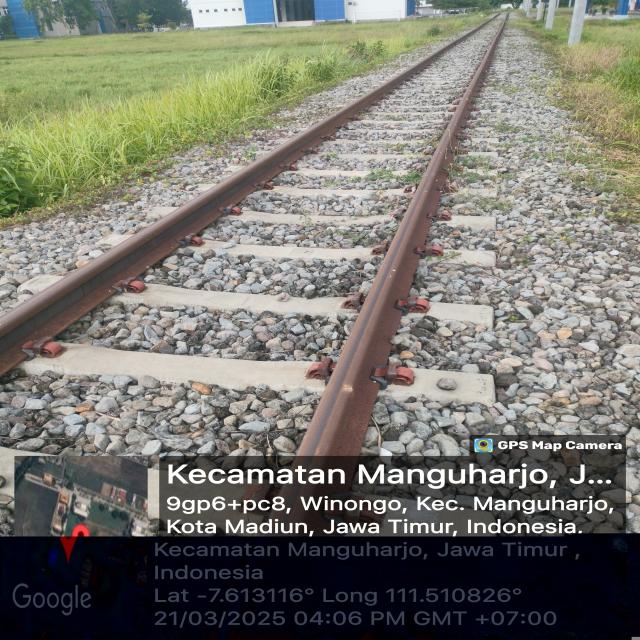 GPS Map Camera
Kecamatan Manguharjo, J...
9gp6+pc8, Winongo, Kec. Manguharjo,
Kota Madiun, Jawa Timur, Indonesia,
Kecamatan Manguharjo, Jawa Timur ,
Indonesia
Lat -7.613116° Long 111.510826°
21/03/2025 04:06 PM GMT +07:00
Google